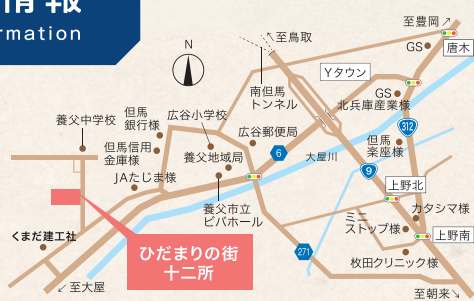 情報
rmation
至豊岡
GS
唐木
至鳥取
N
Yタウン
南但馬
トンネル
GS
北兵庫産業様
312
但馬
銀行様
広谷小学校
養父中学校
広谷郵便局
但馬信用
金庫様
養父地域局
6
大屋川
但馬
楽座様
9
JAたじま様
上野北
養父市立
ビバホール
カタシマ様
ミニ
ストップ様
上野南
くまだ建工社
ひだまりの街
十二所
271
枚田クリニック様
至大屋
至朝来